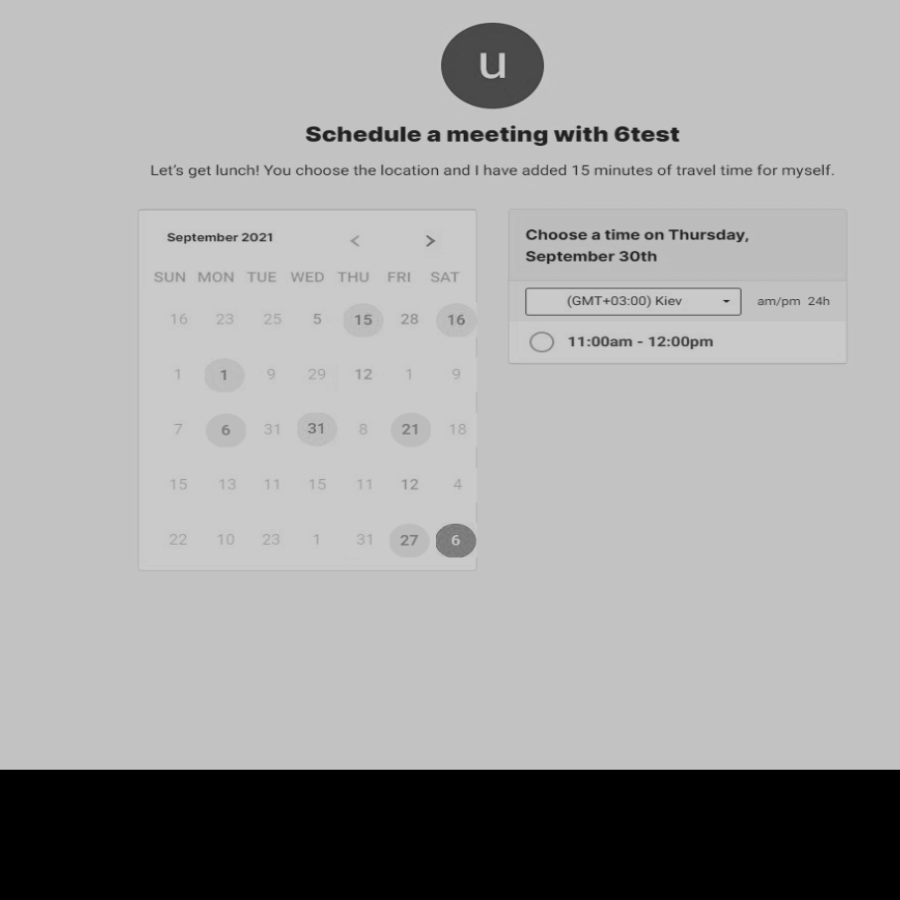 u
Schedule a meeting with 6test
Let's get lunch! You choose the location and I have added 15 minutes of travel time for myself.
September 2021 < >
SUN MON TUE WED THU FRI SAT
16 23 25 5 15 28 16
1 1 9 29 12 1 9
7 6 31 31 8 21 18
15 13 11 15 11 12 4
22 10 23 1 31 27 6
Choose a time on Thursday,
September 30th
(GMT+03:00) Kiev am/pm 24h
11:00am - 12:00pm